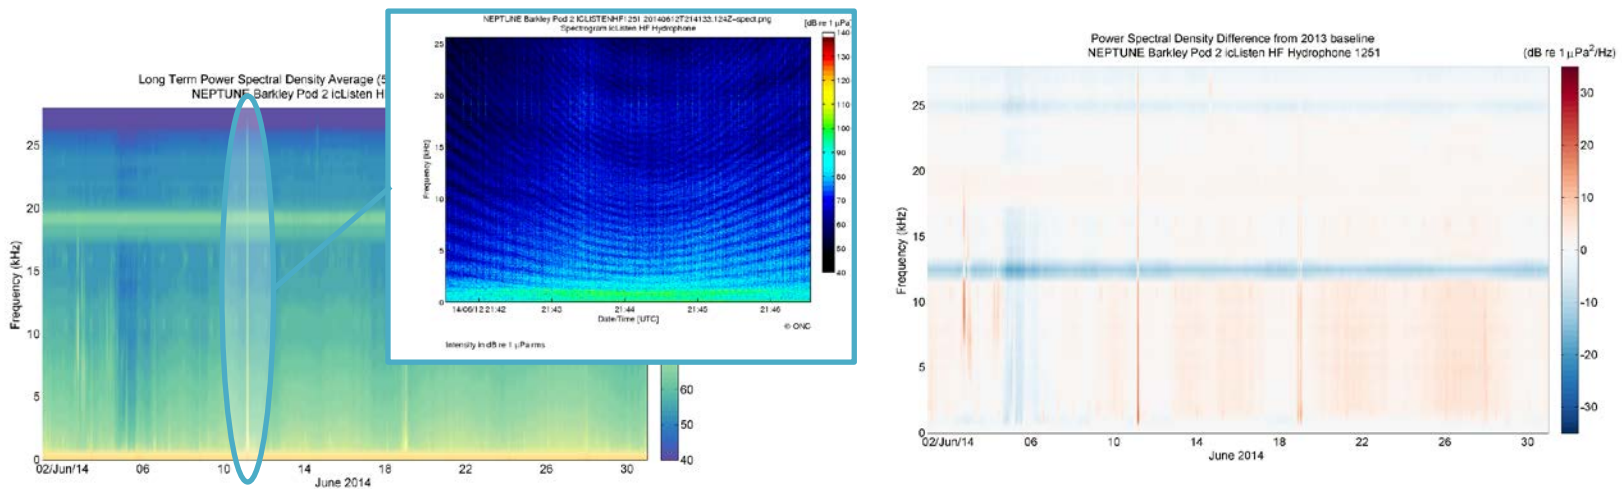 Long Term Power Spectral Density Average (5
NEPTUNE Barkley Pod 2 icListen H
Frequency (kHz)
25
20
15
10
5
0
02/Jun/14 06 10 14 18 22 26 30
June 2014
60
50
40
NEPTUNE Barkley Pod 2 ICLISTENHF1251 20140612T214133.124Z-spect.png
Spectrogram icListen HF Hydrophone
[dB re 1 μPa]
Frequency [kHz]
25
20
15
10
5
0
14/06/12 21:42 21:43 21:44 21:45 21:46
Date/Time [UTC]
© ONC
Intensity in dB re 1 μPa rms
140
130
120
110
100
90
80
70
60
50
40
Power Spectral Density Difference from 2013 baseline
NEPTUNE Barkley Pod 2 icListen HF Hydrophone 1251
(dB re 1 μPa²/Hz)
Frequency (kHz)
25
20
15
10
5
0
02/Jun/14 06 10 14 18 22 26 30
June 2014
30
20
10
0
-10
-20
-30